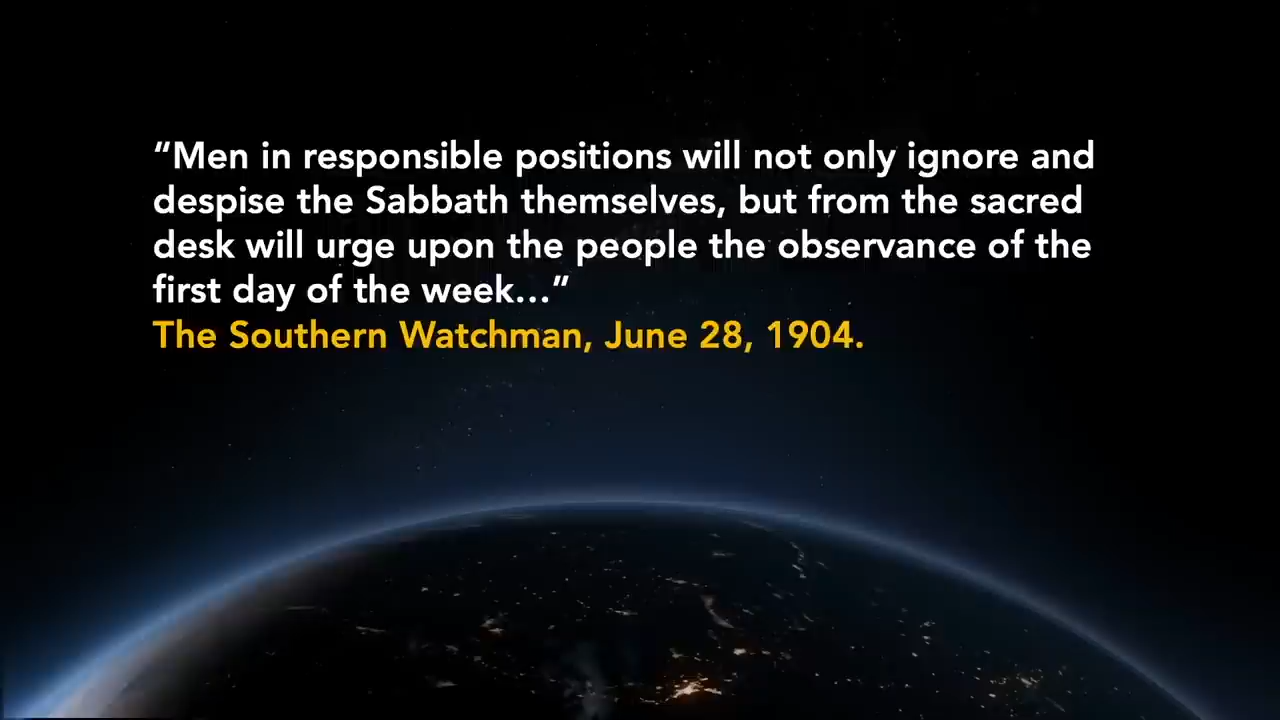 “Men in responsible positions will not only ignore and
despise the Sabbath themselves, but from the sacred
desk will urge upon the people the observance of the
first day of the week…”
The Southern Watchman, June 28, 1904.